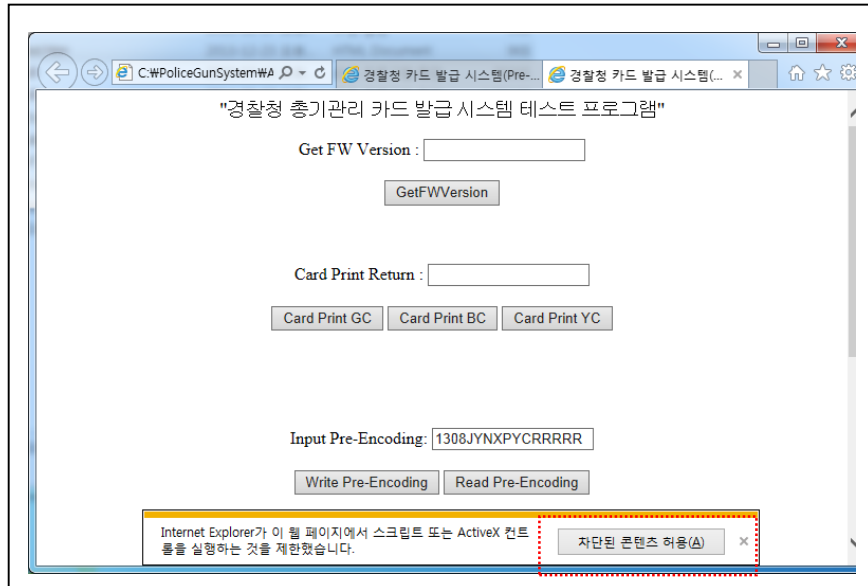 C:₩PoliceGunSystem₩A
경찰청 카드 발급 시스템(Pre-...
경찰청 카드 발급 시스템(...
"경찰청 총기관리 카드 발급 시스템 테스트 프로그램"
Get FW Version :
GetFWVersion
Card Print Return :
Card Print GC
Card Print BC
Card Print YC
Input Pre-Encoding: 1308JYNXPYCRRRRR
Write Pre-Encoding
Read Pre-Encoding
Internet Explorer가 이 웹 페이지에서 스크립트 또는 ActiveX 컨트
롤을 실행하는 것을 제한했습니다.
차단된 콘텐츠 허용(A)